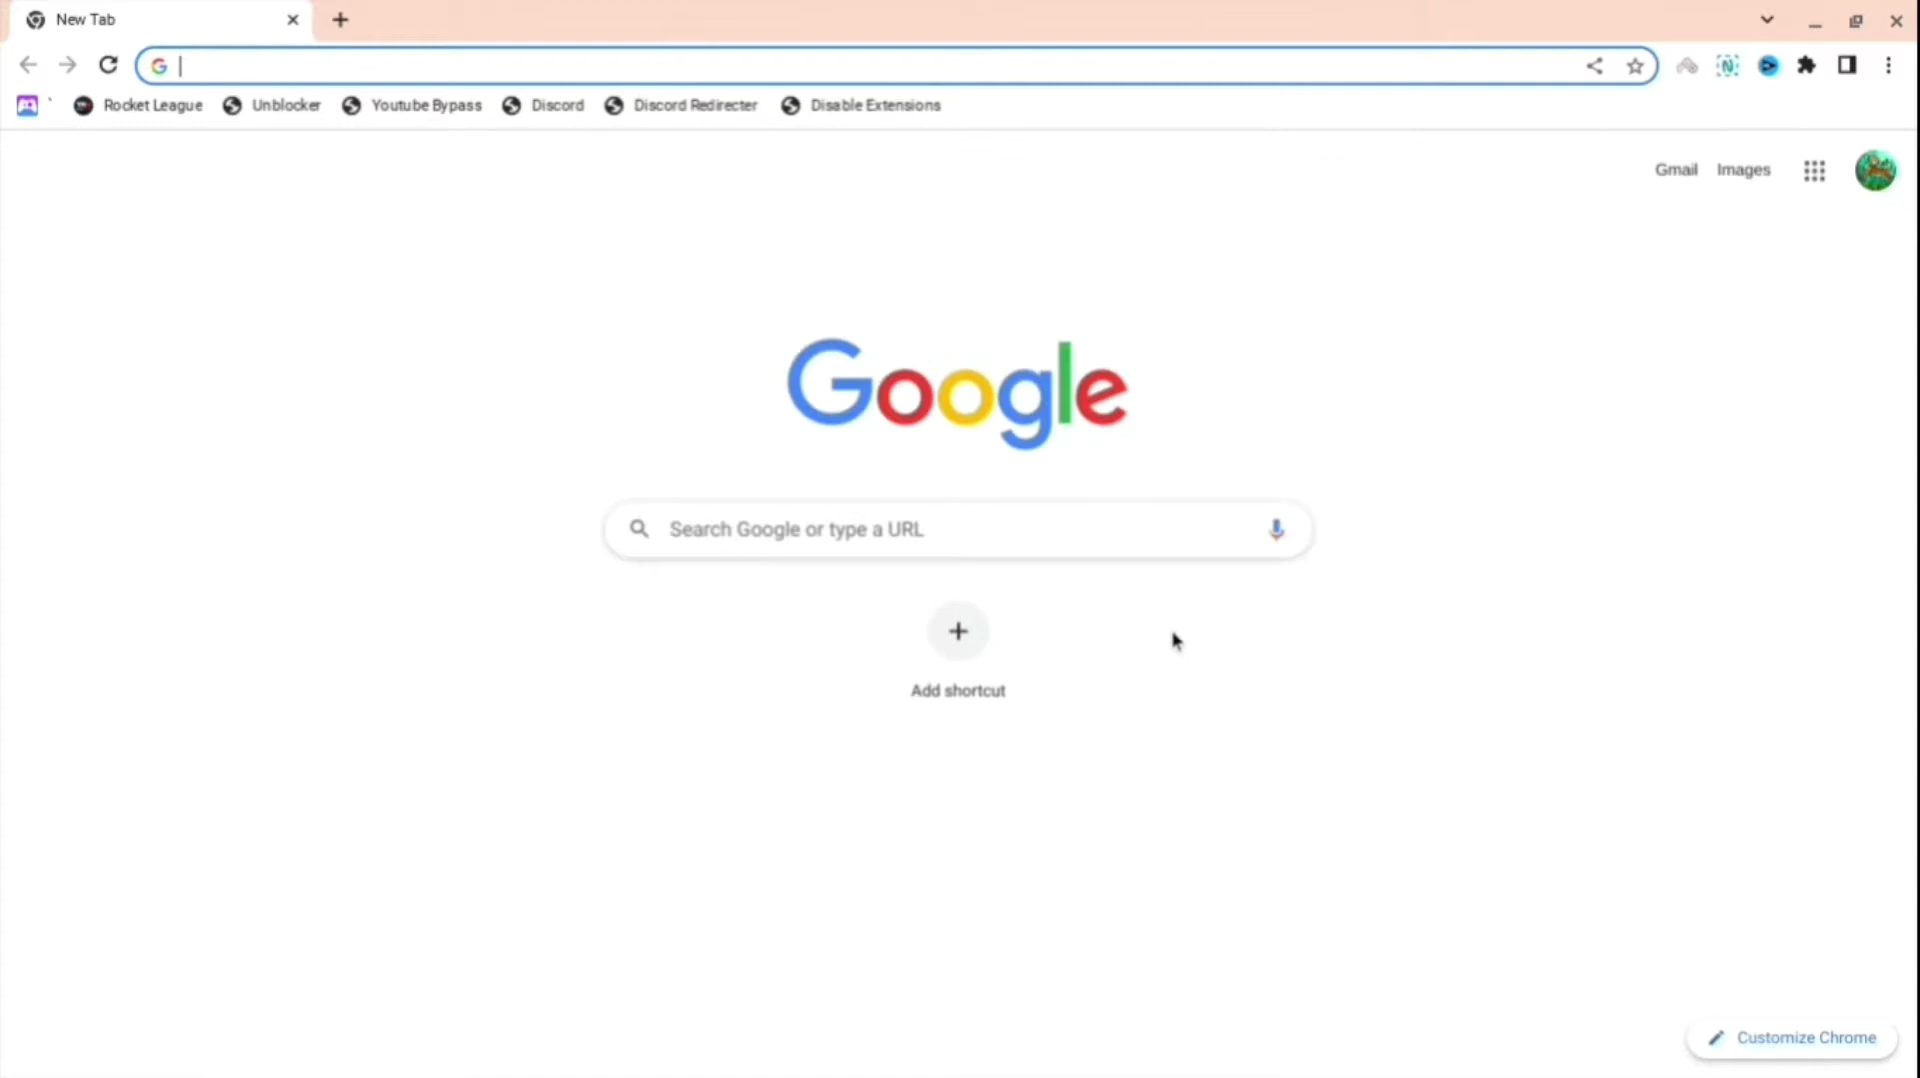 New Tab
Rocket League Unblocker Youtube Bypass Discord Discord Redirecter Disable Extensions
Gmail Images
Google
Search Google or type a URL
Add shortcut
Customize Chrome